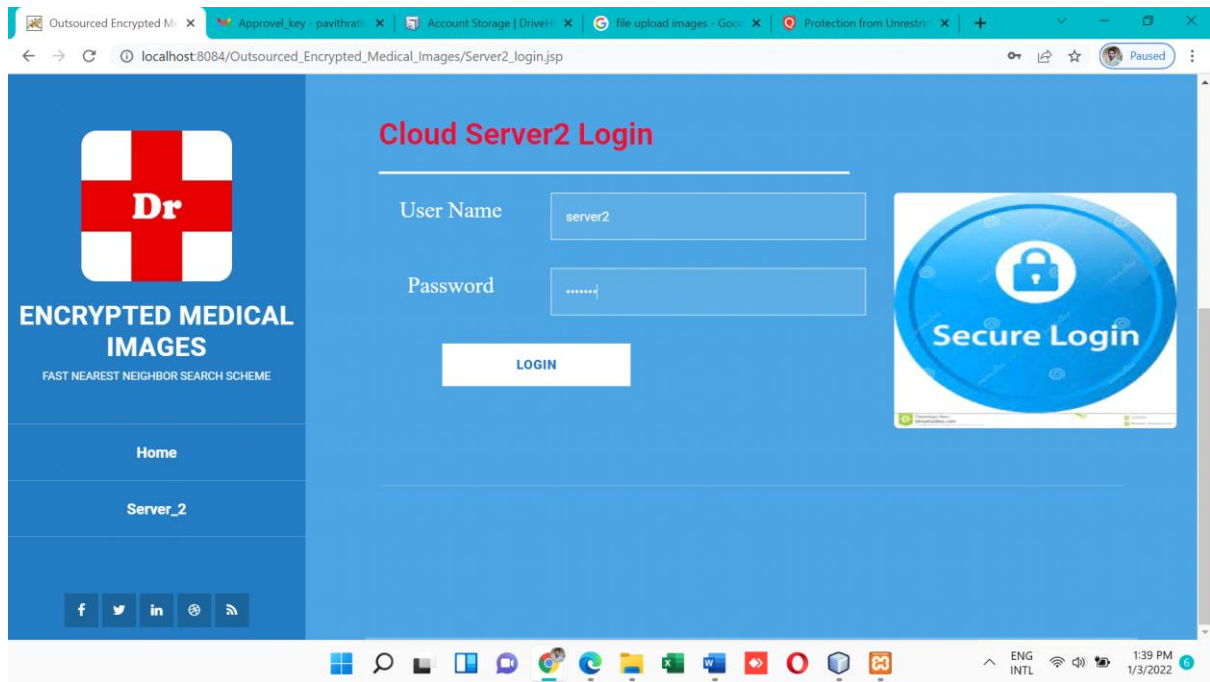 Outsourced Encrypted M
Approvel_key - pavithrath
Account Storage | DriveH
file upload images - Goo
Protection from Unrestric
localhost:8084/Outsourced_Encrypted_Medical_Images/Server2_login.jsp
Paused
Dr
ENCRYPTED MEDICAL
IMAGES
FAST NEAREST NEIGHBOR SEARCH SCHEME
Home
Server_2
Cloud Server2 Login
User Name
server2
Password
LOGIN
Secure Login
ENG
INTL
1:39 PM
1/3/2022
6